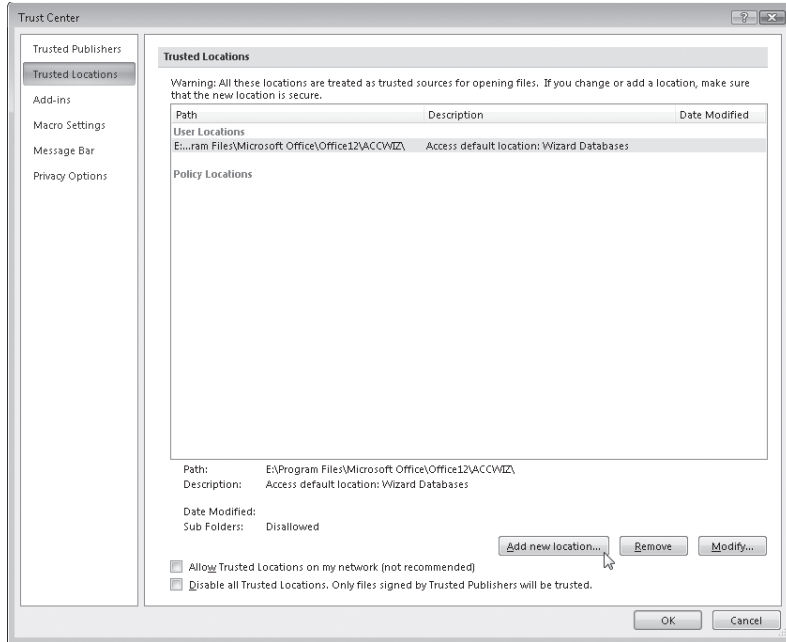 Trust Center
Trusted Publishers
Trusted Locations
Add-ins
Macro Settings
Message Bar
Privacy Options
Trusted Locations
Warning: All these locations are treated as trusted sources for opening files. If you change or add a location, make sure
that the new location is secure.
Path Description Date Modified
User Locations
E:...ram Files\Microsoft Office\Office12\ACCWIZ\ Access default location: Wizard Databases
Policy Locations
Path: E:\Program Files\Microsoft Office\Office12\ACCWIZ\
Description: Access default location: Wizard Databases
Date Modified:
Sub Folders: Disallowed
Add new location... Remove Modify...
Allow Trusted Locations on my network (not recommended)
Disable all Trusted Locations. Only files signed by Trusted Publishers will be trusted.
OK Cancel